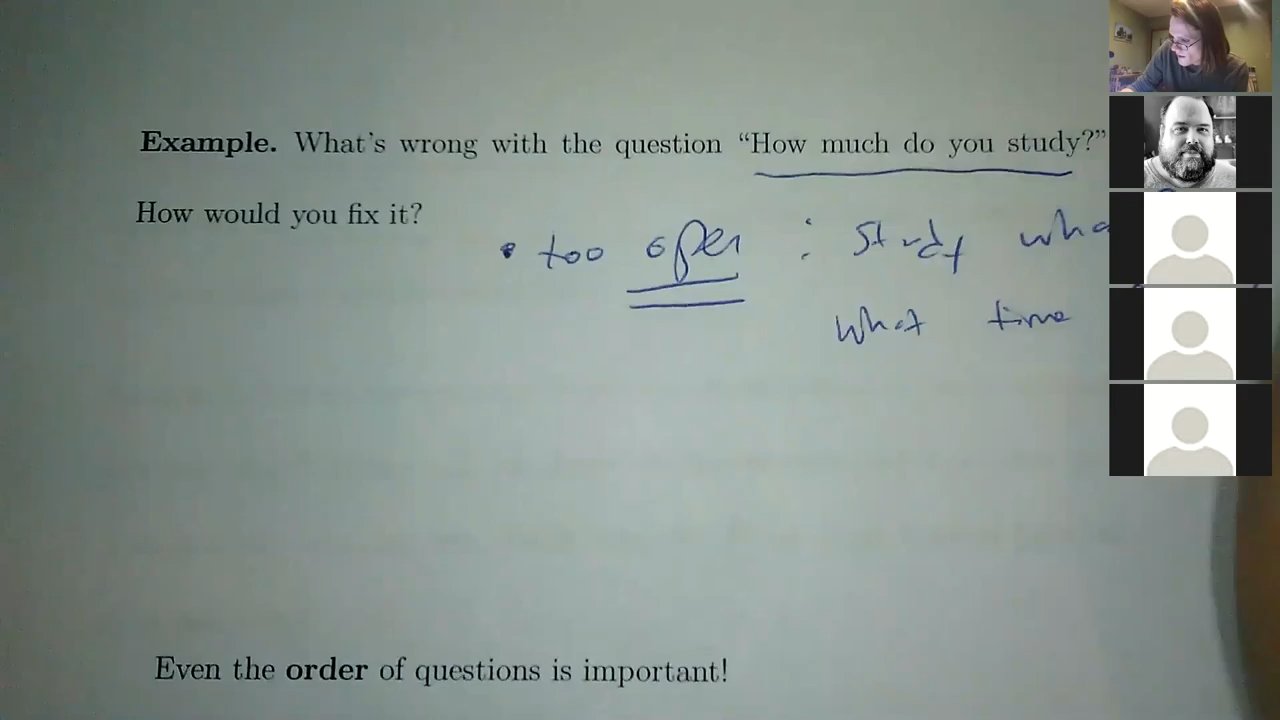 Example. What's wrong with the question “How much do you study?”
How would you fix it?
• too open : study
what time
Even the order of questions is important!